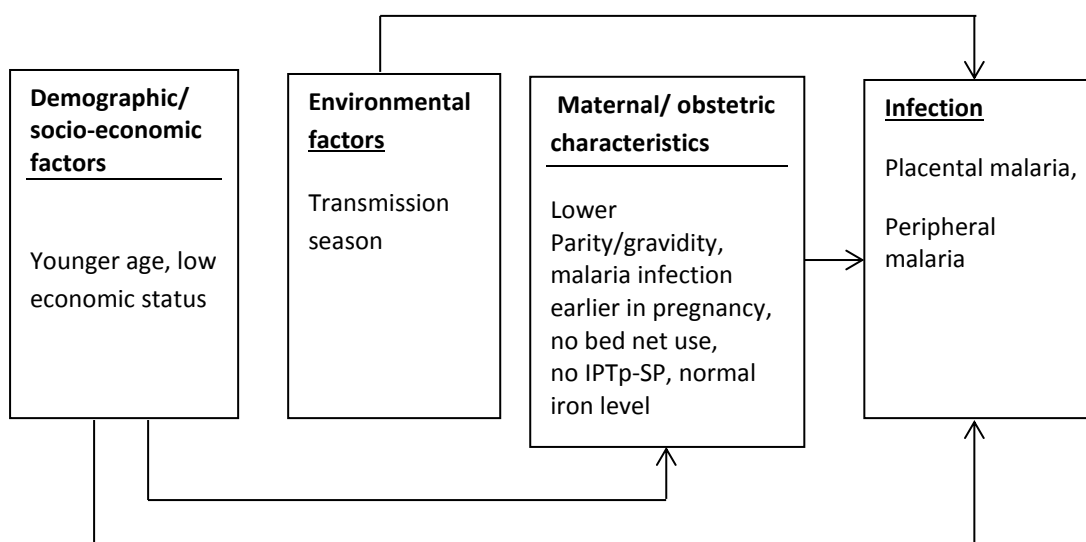 Demographic/
socio-economic
factors
Younger age, low
economic status
Environmental
factors
Transmission
season
Maternal/ obstetric
characteristics
Lower
Parity/gravidity,
malaria infection
earlier in pregnancy,
no bed net use,
no IPTp-SP, normal
iron level
Infection
Placental malaria,
Peripheral
malaria